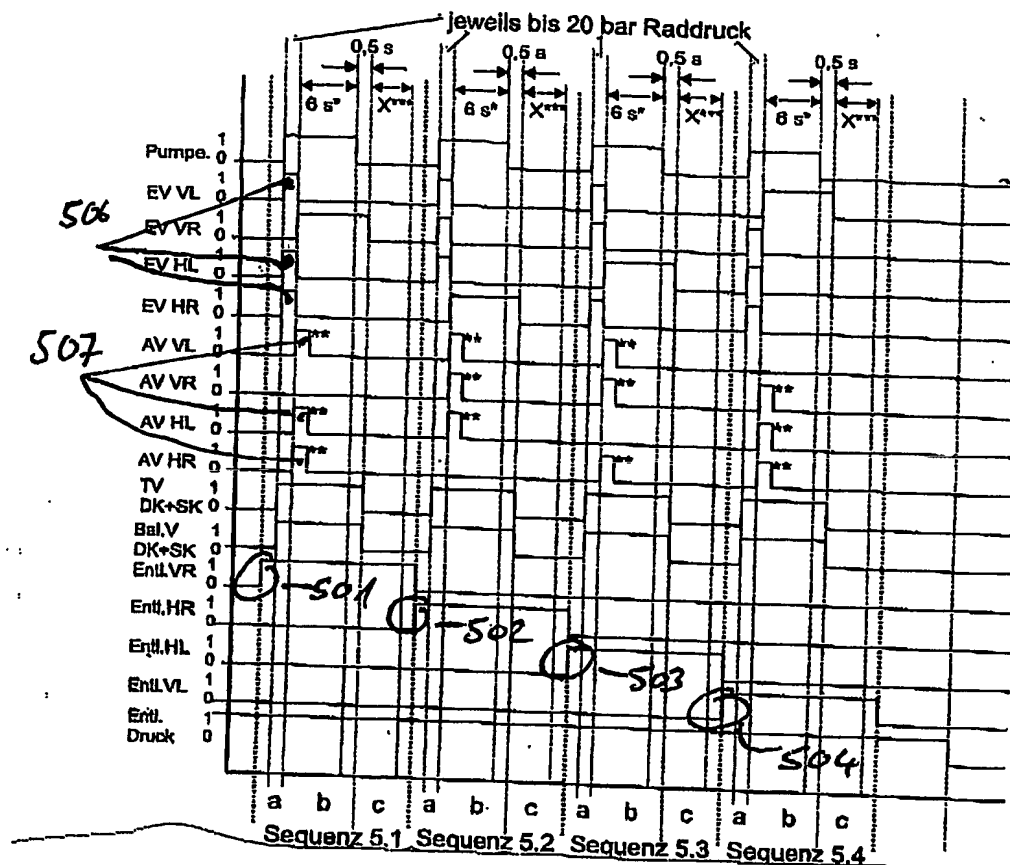 jeweils bis 20 bar Raddruck
0,5 s 0,5 a 0,5 s 0,5 s
6 s* X*** 6 s* X*** 6 s* X*** 6 s* X***
Pumpe. 1 0
EV VL 1 0
EV VR 1 0
506
EV HL 1 0
EV HR 1 0
507
AV VL 1 0 ** ** **
AV VR 1 0 ** ** **
AV HL 1 0 ** ** **
AV HR 1 0 ** ** **
TV 1
DK+SK 0
Bal.V 1
DK+SK 0
Entl.VR 1 0
501
Entl.HR 1 0
502
Entl.HL 1 0
503
Entl.VL 1 0
Entl. 1
Druck 0
504
a b c a b c a b c a b c
Sequenz 5.1 Sequenz 5.2 Sequenz 5.3 Sequenz 5.4